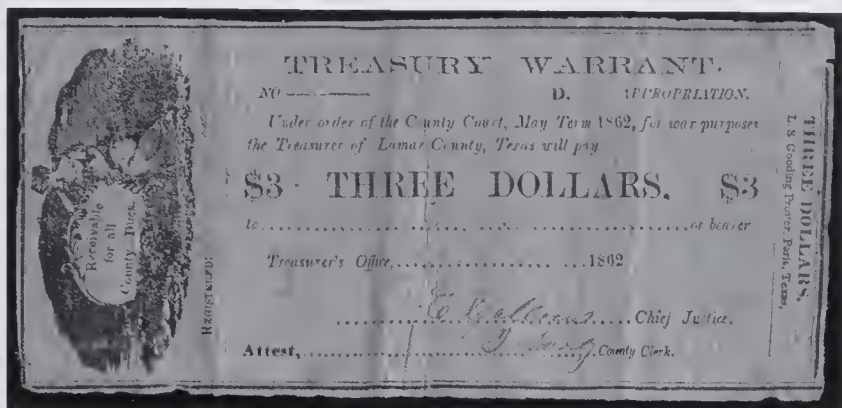 TREASURY WARRANT.
NO D. APPROPRIATION.
Under order of the County Court, May Term 1862, for war purposes
the Treasurer of Lamar County, Texas will pay
$3 THREE DOLLARS. $3
to or bearer
Treasurer's Office, 1862
Chief Justice.
Attest, County Clerk.
Receivable
for all
County Dues.
REGISTERED:
THREE DOLLARS.
L S Gooding Printer, Paris, Texas,